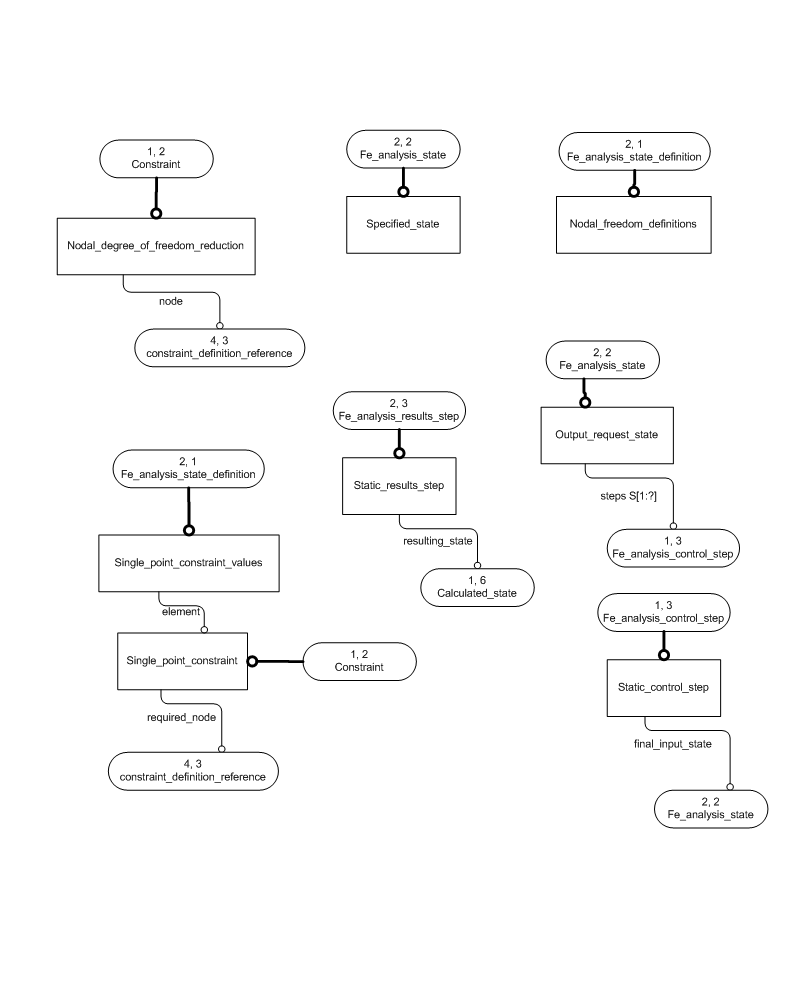 1, 2
Constraint
Nodal_degree_of_freedom_reduction
node
4, 3
constraint_definition_reference
2, 2
Fe_analysis_state
Specified_state
2, 1
Fe_analysis_state_definition
Nodal_freedom_definitions
2, 1
Fe_analysis_state_definition
Single_point_constraint_values
element
Single_point_constraint
1, 2
Constraint
required_node
4, 3
constraint_definition_reference
2, 3
Fe_analysis_results_step
Static_results_step
resulting_state
1, 6
Calculated_state
2, 2
Fe_analysis_state
Output_request_state
steps S[1:?]
1, 3
Fe_analysis_control_step
1, 3
Fe_analysis_control_step
Static_control_step
final_input_state
2, 2
Fe_analysis_state